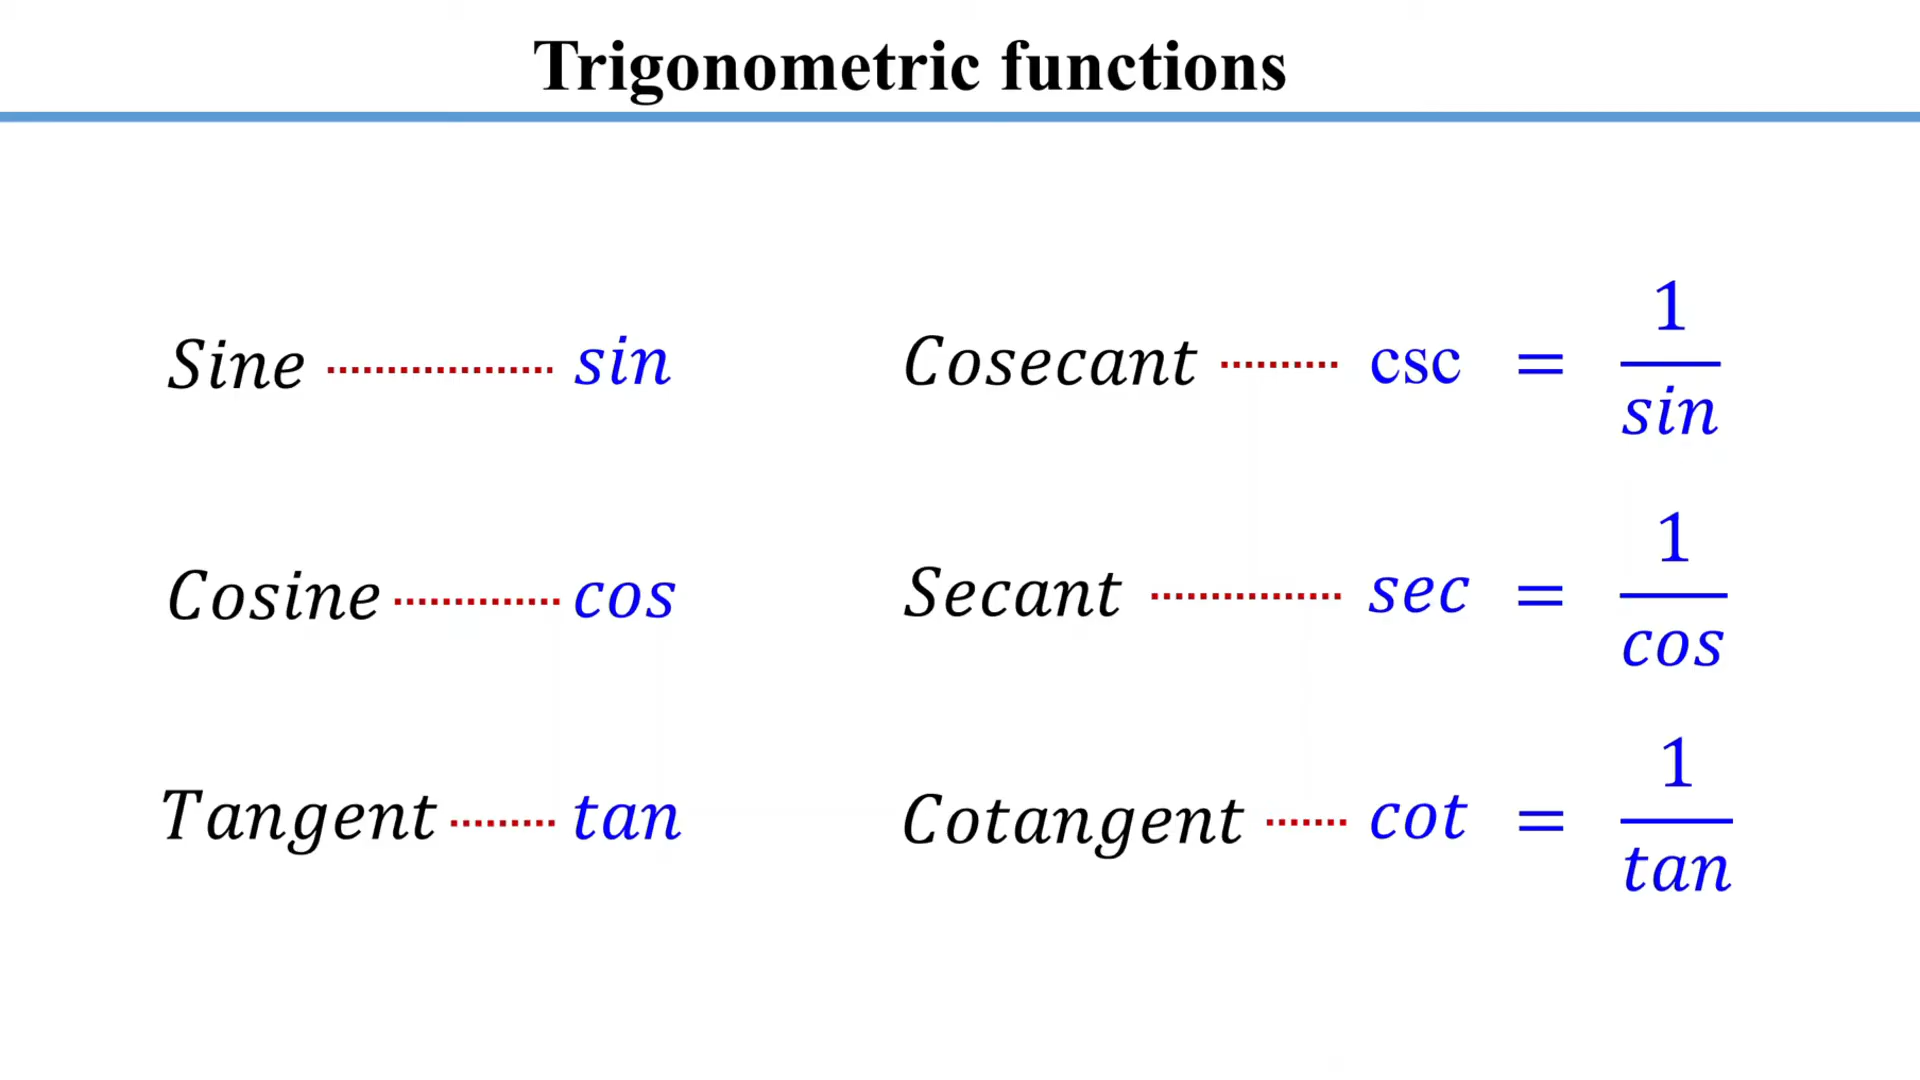 Trigonometric functions
Sine ................... sin
Cosecant .......... csc = 1/sin
Cosine .............. cos
Secant ................ sec = 1/cos
Tangent ......... tan
Cotangent ....... cot = 1/tan